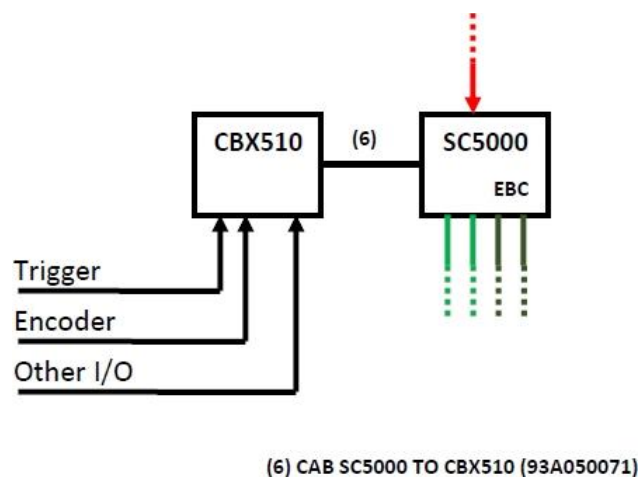 CBX510
(6)
SC5000
EBC
Trigger
Encoder
Other I/O
(6) CAB SC5000 TO CBX510 (93A050071)